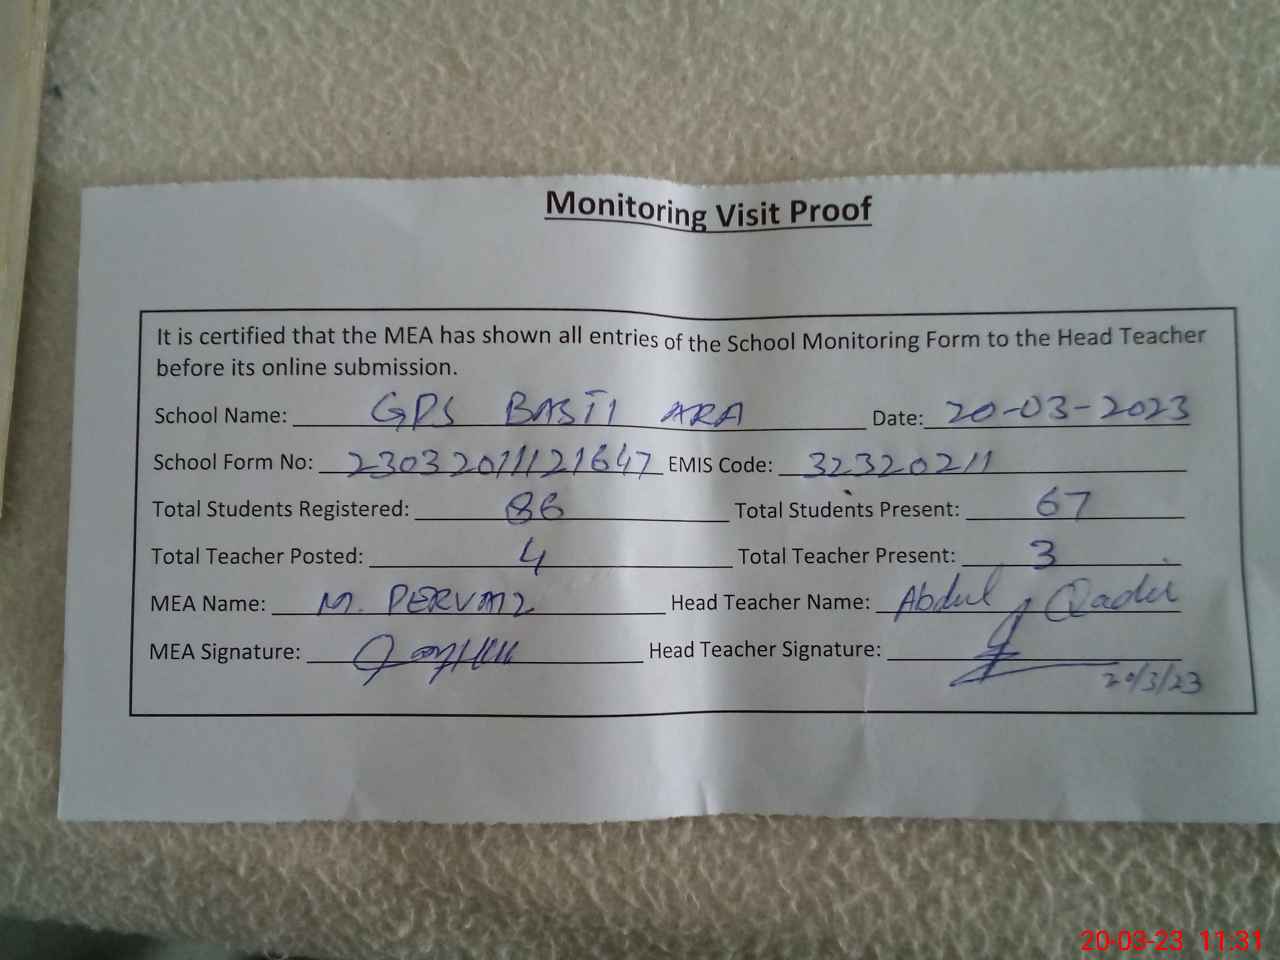 Monitoring Visit Proof
It is certified that the MEA has shown all entries of the School Monitoring Form to the Head Teacher
before its online submission.
School Name: GPS BASTI ARA Date: 20-03-2023
School Form No: 23032011121647 EMIS Code: 32320211
Total Students Registered: 86 Total Students Present: 67
Total Teacher Posted: 4 Total Teacher Present: 3
MEA Name: M. PERVAIZ Head Teacher Name: Abdul Qadir
MEA Signature: Head Teacher Signature:
20/3/23
20-03-23 11:31